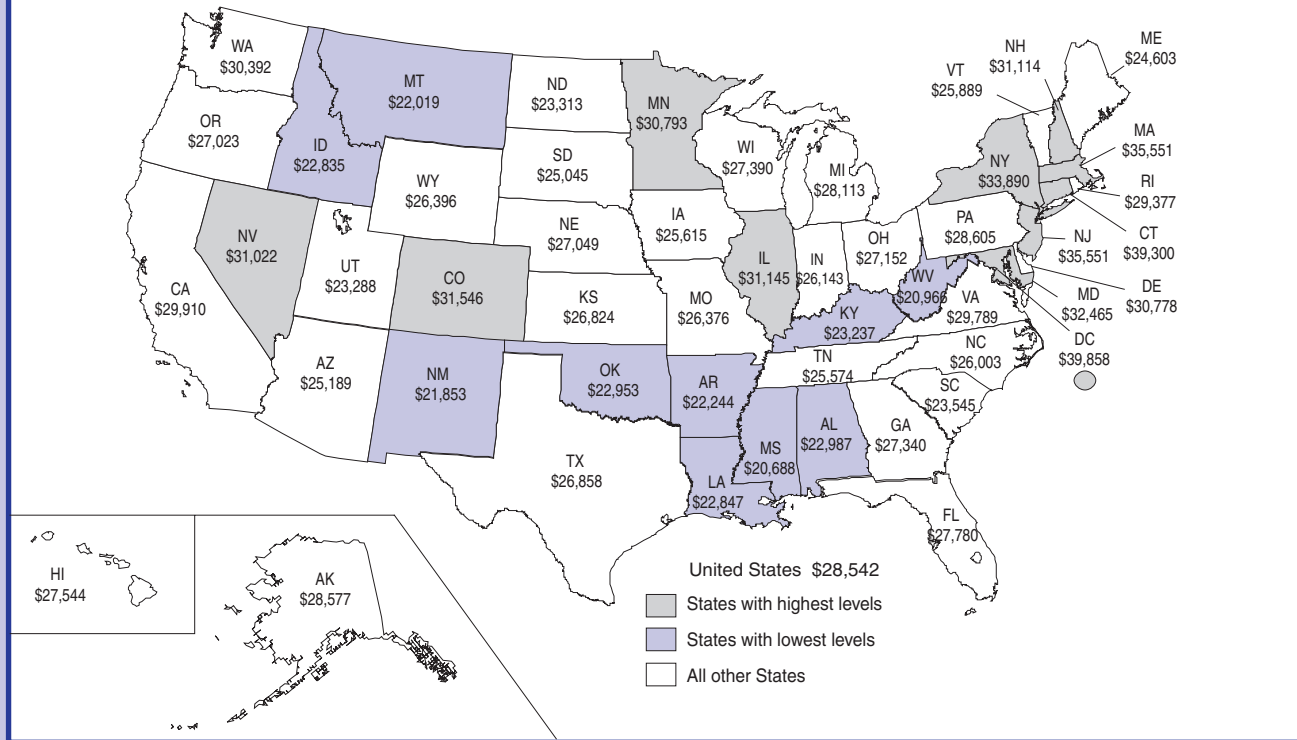 WA
$30,392
OR
$27,023
CA
$29,910
ID
$22,835
NV
$31,022
MT
$22,019
WY
$26,396
UT
$23,288
AZ
$25,189
CO
$31,546
NM
$21,853
ND
$23,313
SD
$25,045
NE
$27,049
KS
$26,824
OK
$22,953
TX
$26,858
MN
$30,793
IA
$25,615
MO
$26,376
AR
$22,244
LA
$22,847
WI
$27,390
IL
$31,145
MI
$28,113
IN
$26,143
OH
$27,152
KY
$23,237
TN
$25,574
MS
$20,688
AL
$22,987
GA
$27,340
FL
$27,780
SC
$23,545
NC
$26,003
VA
$29,789
WV
$20,966
PA
$28,605
NY
$33,890
VT
$25,889
NH
$31,114
ME
$24,603
MA
$35,551
RI
$29,377
CT
$39,300
NJ
$35,551
DE
$30,778
MD
$32,465
DC
$39,858
HI
$27,544
AK
$28,577
United States $28,542
States with highest levels
States with lowest levels
All other States